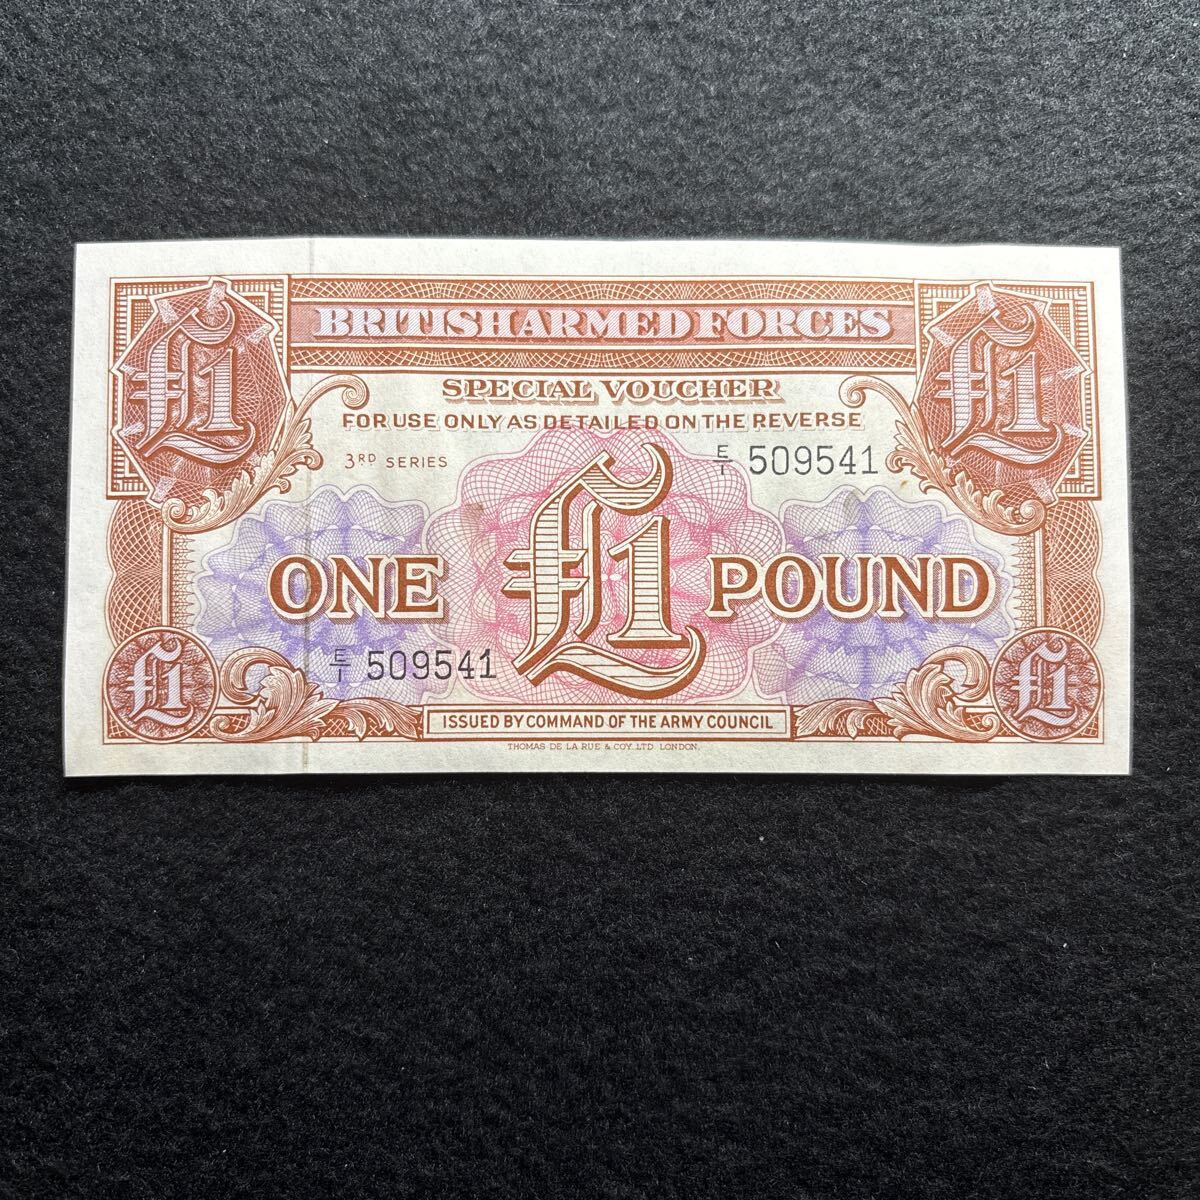 £1 BRITISH ARMED FORCES £1
SPECIAL VOUCHER
FOR USE ONLY AS DETAILED ON THE REVERSE
3RD SERIES E/1 509541
ONE £1 POUND
E/1 509541
£1 £1
ISSUED BY COMMAND OF THE ARMY COUNCIL
THOMAS DE LA RUE & COY. LTD. LONDON.